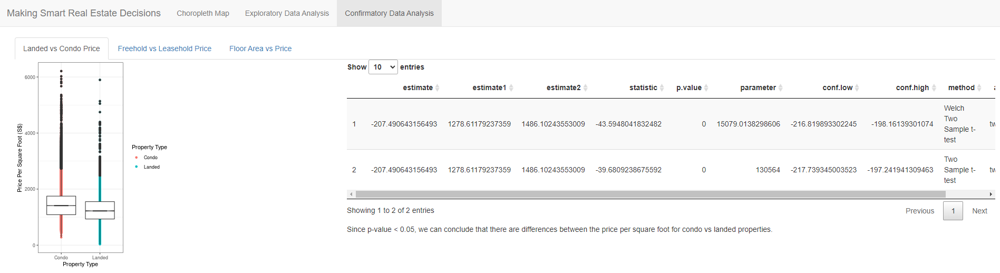 Making Smart Real Estate Decisions Choropleth Map Exploratory Data Analysis Confirmatory Data Analysis
Landed vs Condo Price Freehold vs Leasehold Price Floor Area vs Price
Price Per Square Foot (S$)
6000
4000
2000
0
Condo Landed
Property Type
Property Type
Condo
Landed
Show 10 entries
estimate estimate1 estimate2 statistic p.value parameter conf.low conf.high method a
1 -207.490643156493 1278.61179237359 1486.10243553009 -43.5948041832482 0 15079.0138298606 -216.819893302245 -198.16139301074 Welch Two Sample t-test tw
2 -207.490643156493 1278.61179237359 1486.10243553009 -39.6809238675592 0 130564 -217.739345003523 -197.241941309463 Two Sample t-test tw
Showing 1 to 2 of 2 entries
Previous 1 Next
Since p-value < 0.05, we can conclude that there are differences between the price per square foot for condo vs landed properties.